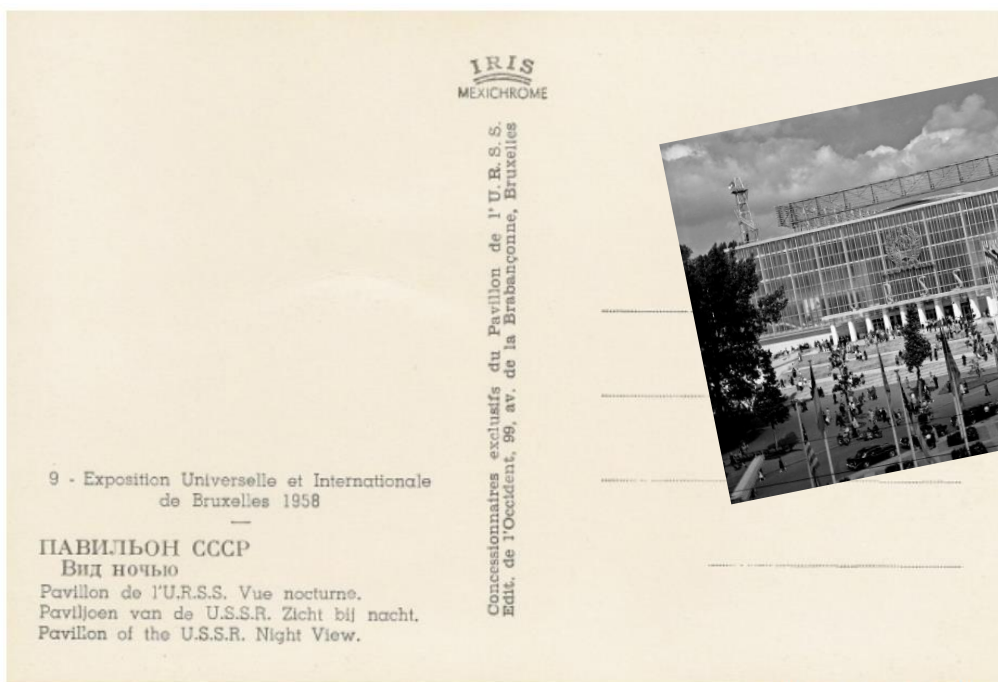 IRIS
MEXICHROME
Concessionnaires exclusifs du Pavillon de l'U.R.S.S.
Edit. de l'Occident, 99, av. de la Brabançonne, Bruxelles
9 - Exposition Universelle et Internationale
de Bruxelles 1958
ПАВИЛЬОН СССР
Вид ночью
Pavillon de l'U.R.S.S. Vue nocturne.
Paviljoen van de U.S.S.R. Zicht bij nacht.
Pavillon of the U.S.S.R. Night View.